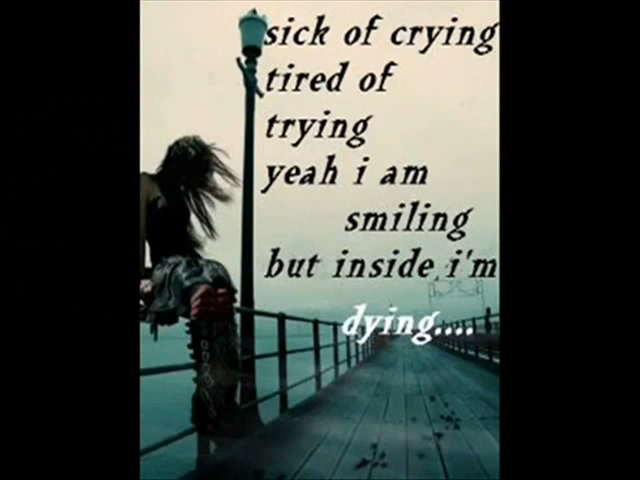 sick of crying
tired of
trying
yeah i am
smiling
but inside i'm
dying....